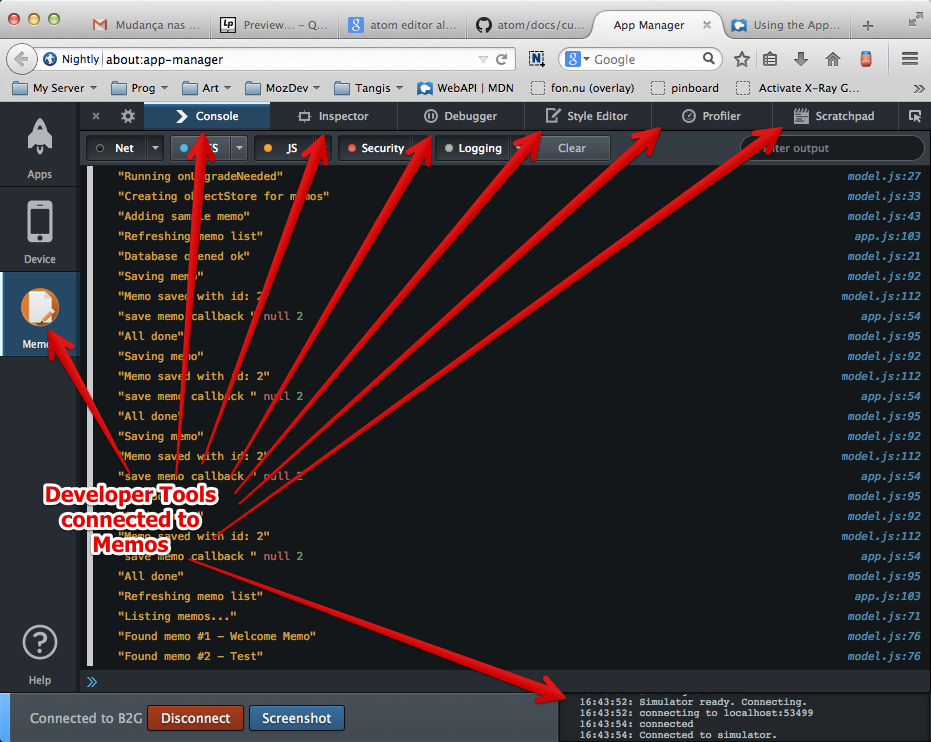 Mudança nas ...
Preview... – Q...
atom editor al...
atom/docs/cu...
App Manager
Using the App...
Nightly
about:app-manager
Google
My Server
Prog
Art
MozDev
Tangis
WebAPI | MDN
fon.nu (overlay)
pinboard
Activate X-Ray G...
Console
Inspector
Debugger
Style Editor
Profiler
Scratchpad
Net
JS
Security
Logging
Clear
output
Apps
Device
Help
"Running onUpgradeNeeded" model.js:27
"Creating objectStore for memos" model.js:33
"Adding sample memo" model.js:43
"Refreshing memo list" app.js:103
"Database opened ok" model.js:21
"Saving memo" model.js:92
"Memo saved with id: 2" model.js:112
"save memo callback " null 2 app.js:54
"All done" model.js:95
"Saving memo" model.js:92
"Memo saved with id: 2" model.js:112
"save memo callback " null 2 app.js:54
"All done" model.js:95
"Saving memo" model.js:92
"Memo saved with id: 2" model.js:112
"save memo callback " null 2 app.js:54
model.js:95
model.js:92
"Memo saved with id: 2" model.js:112
"save memo callback " null 2 app.js:54
"All done" model.js:95
"Refreshing memo list" app.js:103
"Listing memos..." model.js:71
"Found memo #1 – Welcome Memo" model.js:76
"Found memo #2 – Test" model.js:76
Developer Tools
connected to
Memos
Connected to B2G
Disconnect
Screenshot
16:43:52: Simulator ready. Connecting.
16:43:52: connecting to localhost:53499
16:43:54: connected
16:43:54: Connected to simulator.